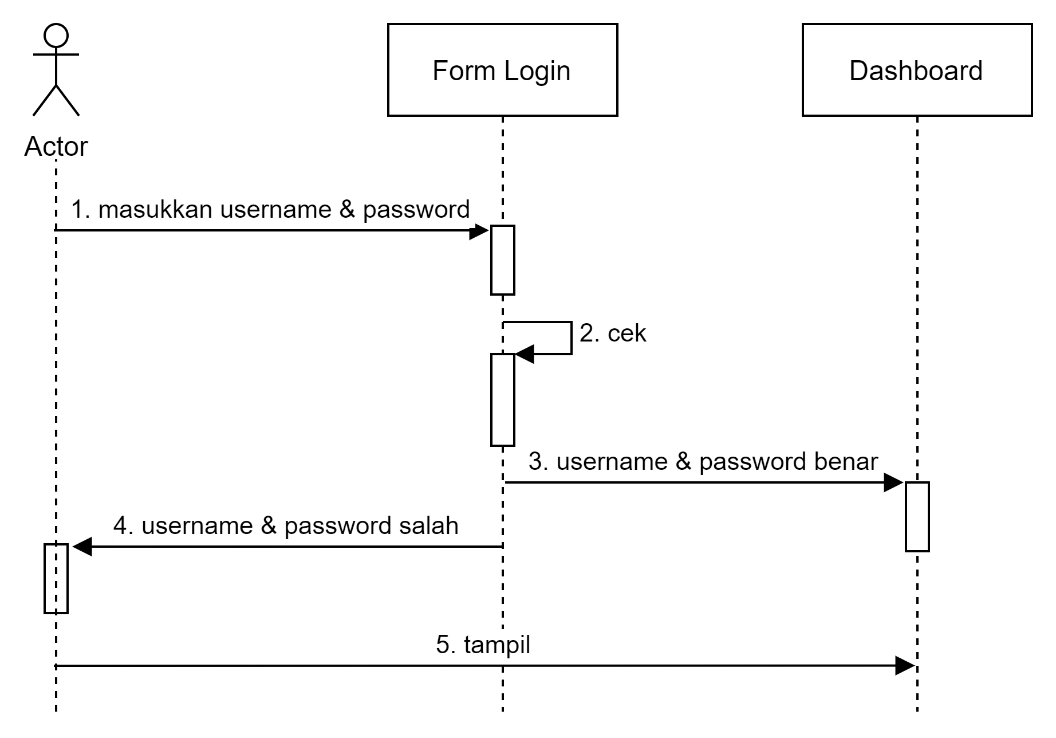 Form Login
Dashboard
Actor
1. masukkan username & password
2. cek
3. username & password benar
4. username & password salah
5. tampil